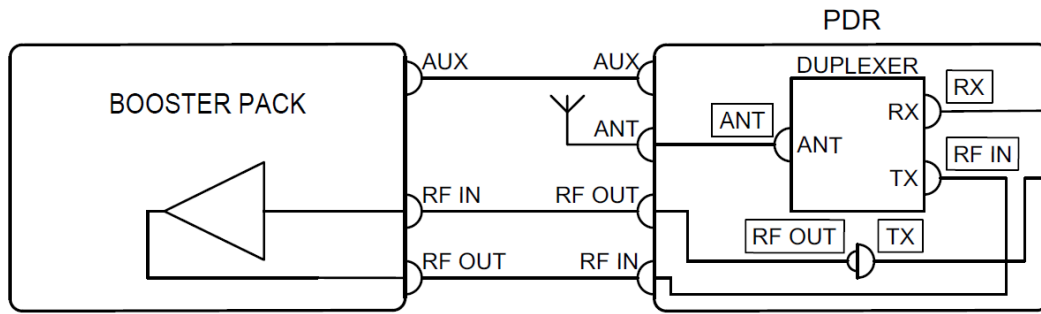 PDR
AUX
AUX
DUPLEXER
BOOSTER PACK
RX
ANT
ANT
RX
ANT
RF IN
TX
RF IN
RF OUT
RF OUT
TX
RF OUT
RF IN